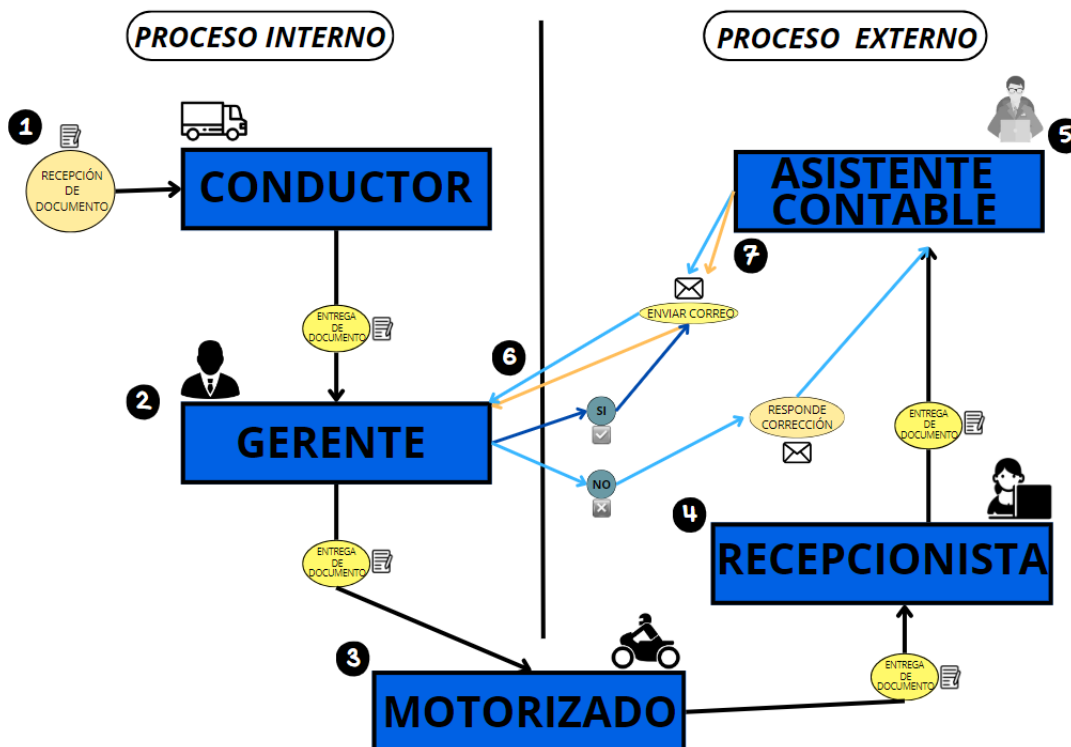 PROCESO INTERNO
PROCESO EXTERNO
1
RECEPCIÓN
DE
DOCUMENTO
CONDUCTOR
5
ASISTENTE
CONTABLE
7
ENTREGA
DE
DOCUMENTO
ENVIAR CORREO
6
2
GERENTE
SI
NO
RESPONDE
CORRECCIÓN
ENTREGA
DE
DOCUMENTO
4
RECEPCIONISTA
ENTREGA
DE
DOCUMENTO
3
MOTORIZADO
ENTREGA
DE
DOCUMENTO